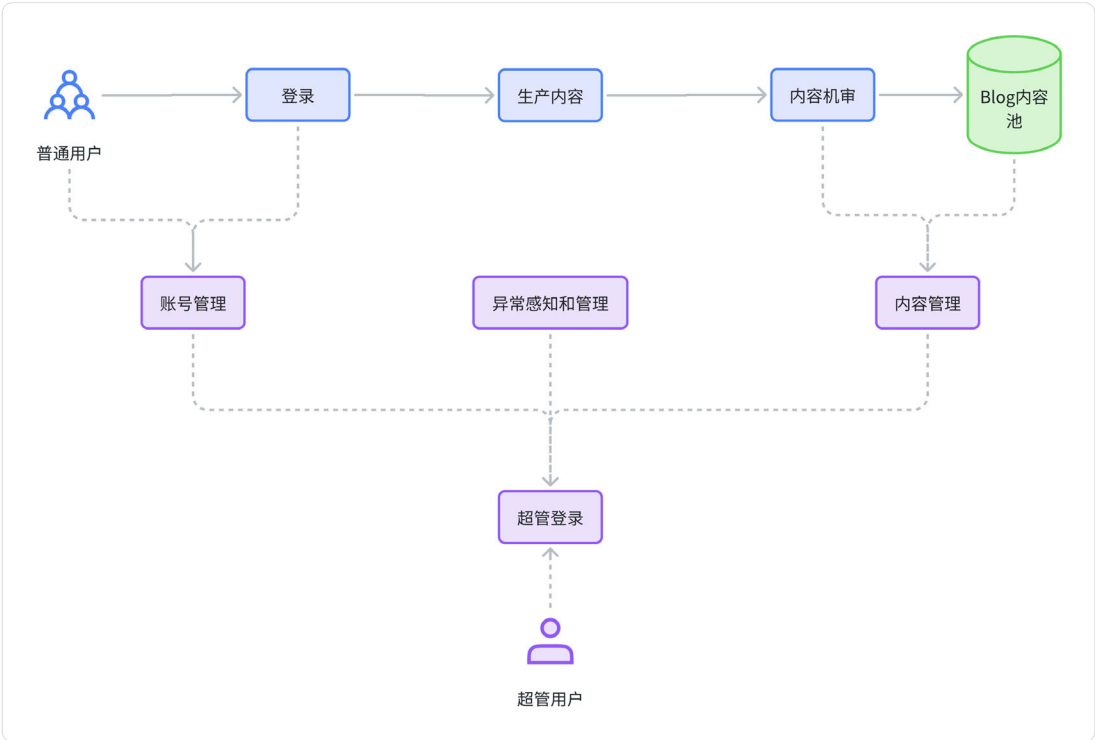 登录
生产内容
内容机审
Blog内容
池
普通用户
账号管理
异常感知和管理
内容管理
超管登录
超管用户